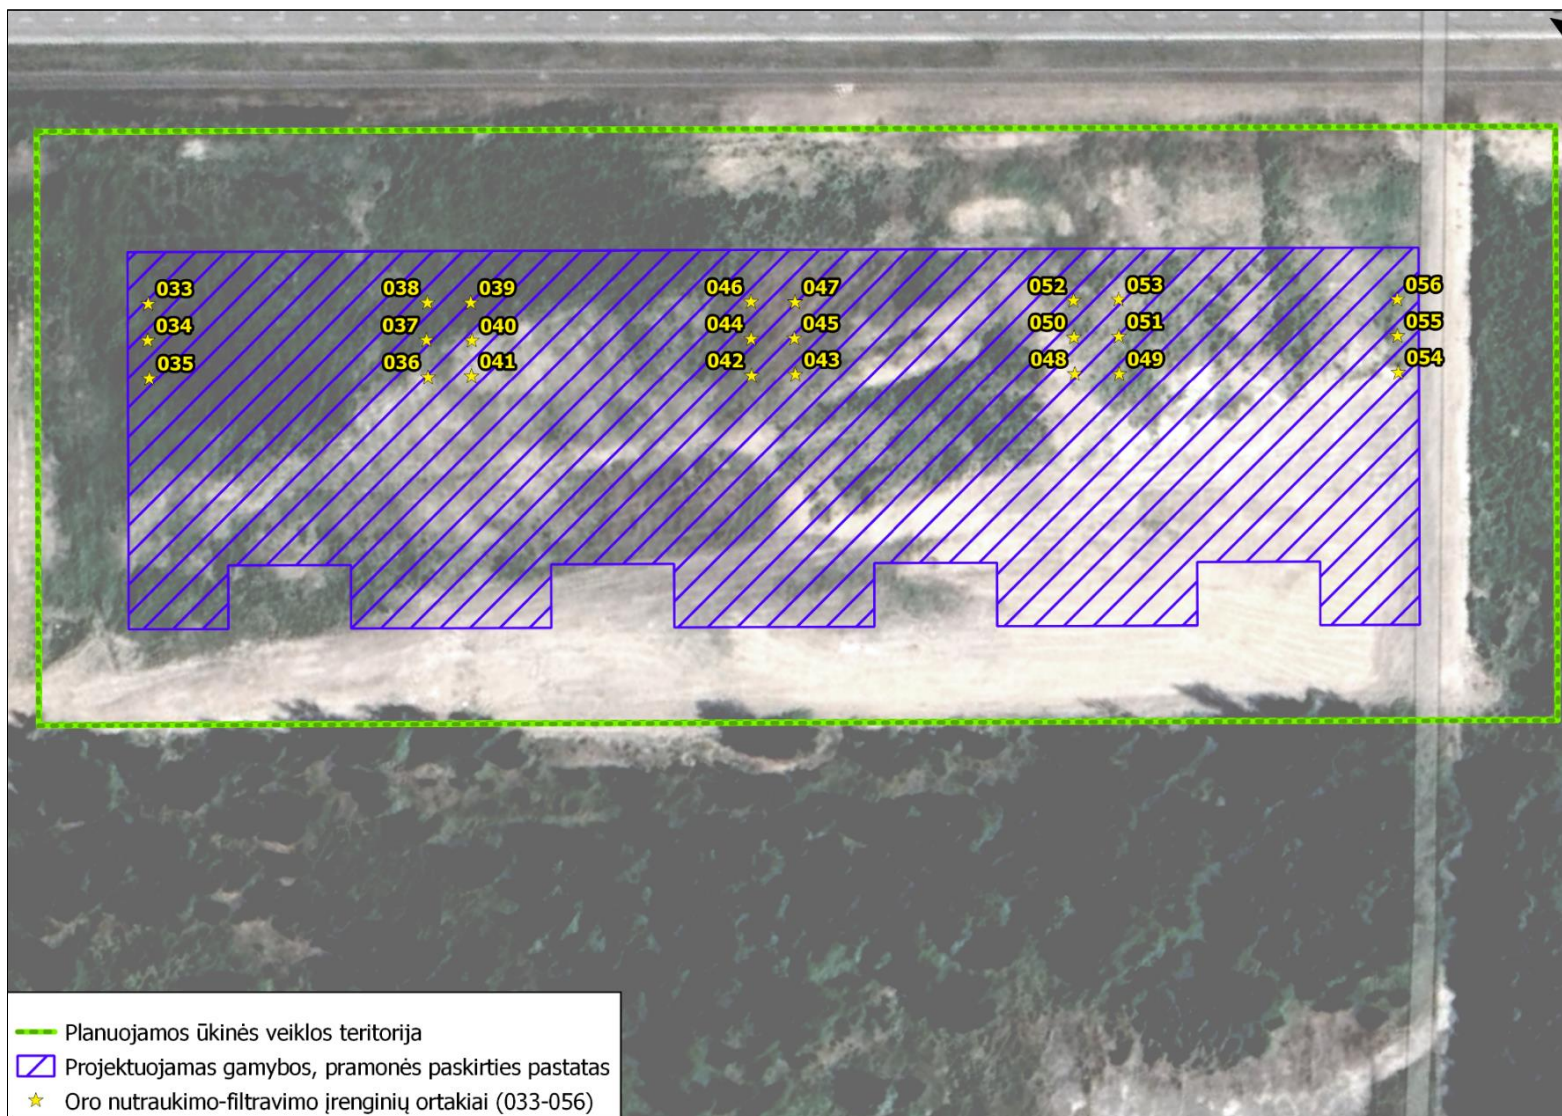 033 038 039 046 047 052 053 056
034 037 040 044 045 050 051 055
035 036 041 042 043 048 049 054
Planuojamos ūkinės veiklos teritorija
Projektuojamas gamybos, pramonės paskirties pastatas
Oro nutraukimo-filtravimo įrenginių ortakiai (033-056)